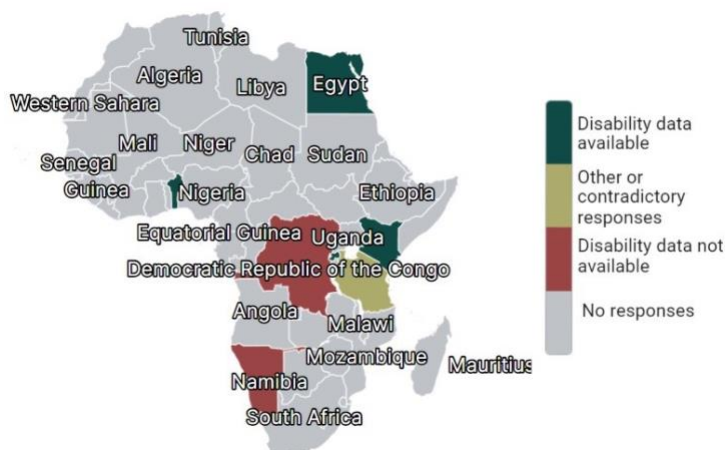 Tunisia
Algeria
Libya
Egypt
Western Sahara
Mali
Niger
Chad
Sudan
Senegal
Guinea
Nigeria
Ethiopia
Equatorial Guinea
Uganda
Democratic Republic of the Congo
Angola
Malawi
Mozambique
Mauritius
Namibia
South Africa
Disability data
available
Other or
contradictory
responses
Disability data not
available
No responses